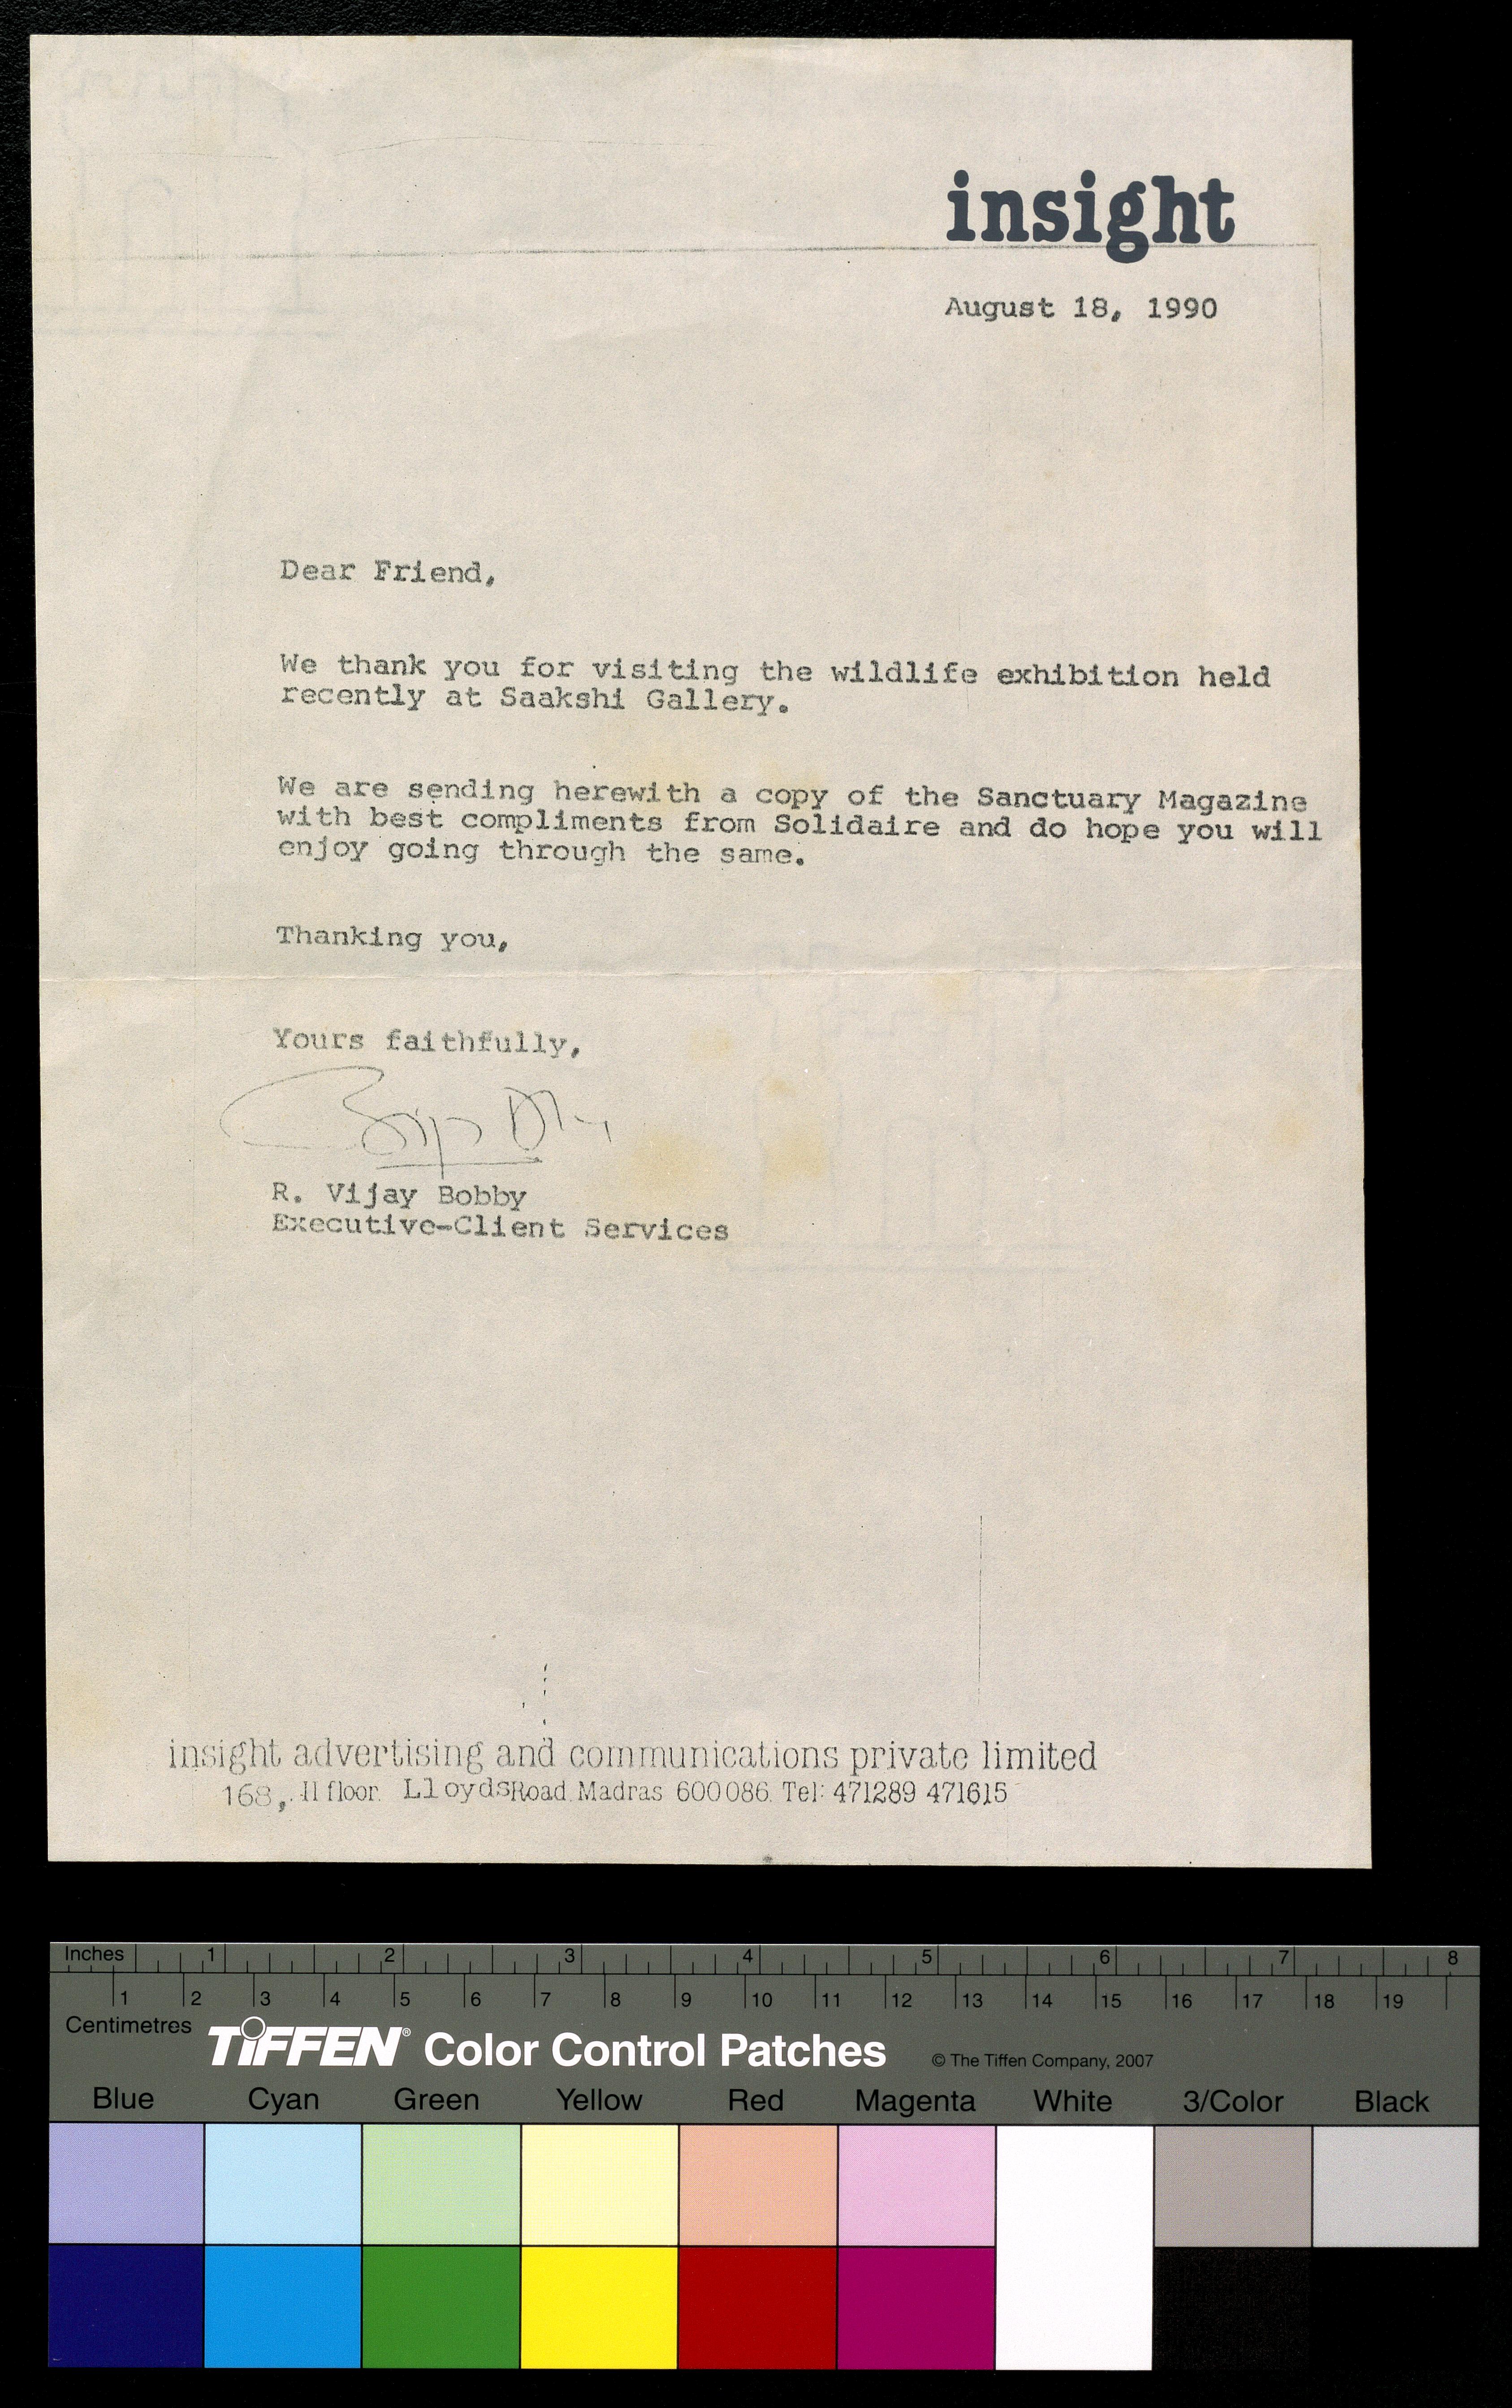 insight
August 18, 1990
Dear Friend,
We thank you for visiting the wildlife exhibition held
recently at Saakshi Gallery.
We are sending herewith a copy of the Sanctuary Magazine
with best compliments from Solidaire and do hope you will
enjoy going through the same.
Thanking you,
Yours faithfully,
R. Vijay Bobby
Executive-Client Services
insight advertising and communications private limited
168, II floor. Lloyds Road. Madras 600086. Tel: 471289 471615
Inches 1 2 3 4 5 6 7 8
1 2 3 4 5 6 7 8 9 10 11 12 13 14 15 16 17 18 19
Centimetres
TIFFEN® Color Control Patches © The Tiffen Company, 2007
Blue Cyan Green Yellow Red Magenta White 3/Color Black